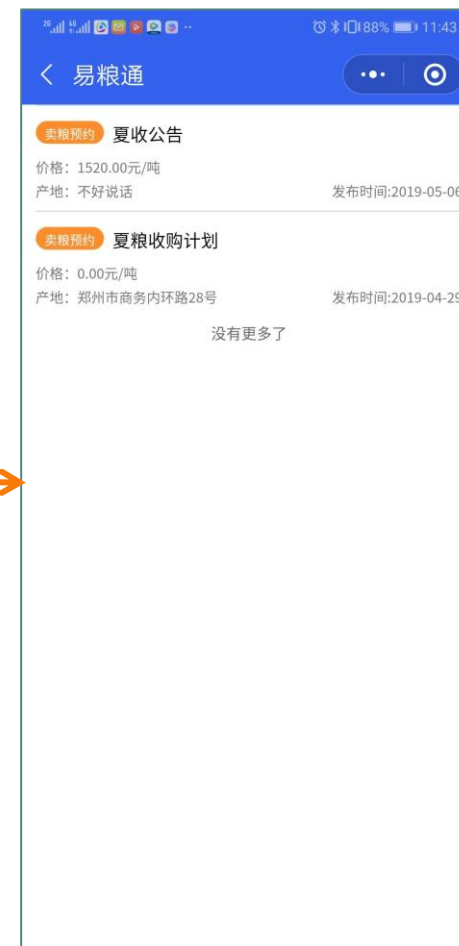 2G 4G 88% 11:43
易粮通
卖粮预约 夏收公告
价格：1520.00元/吨
产地：不好说话 发布时间:2019-05-06
卖粮预约 夏粮收购计划
价格：0.00元/吨
产地：郑州市商务内环路28号 发布时间:2019-04-29
没有更多了